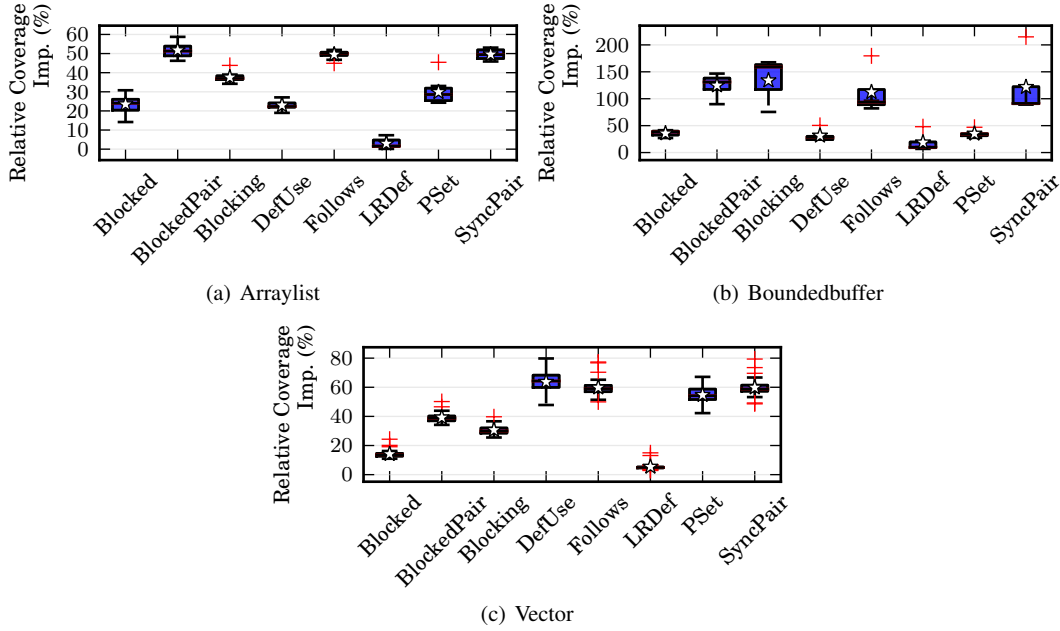 Relative Coverage
Imp. (%)
60
50
40
30
20
10
0
Blocked
BlockedPair
Blocking
DefUse
Follows
LRDef
PSet
SyncPair
(a) Arraylist
Relative Coverage
Imp. (%)
200
150
100
50
0
Blocked
BlockedPair
Blocking
DefUse
Follows
LRDef
PSet
SyncPair
(b) Boundedbuffer
Relative Coverage
Imp. (%)
80
60
40
20
0
Blocked
BlockedPair
Blocking
DefUse
Follows
LRDef
PSet
SyncPair
(c) Vector